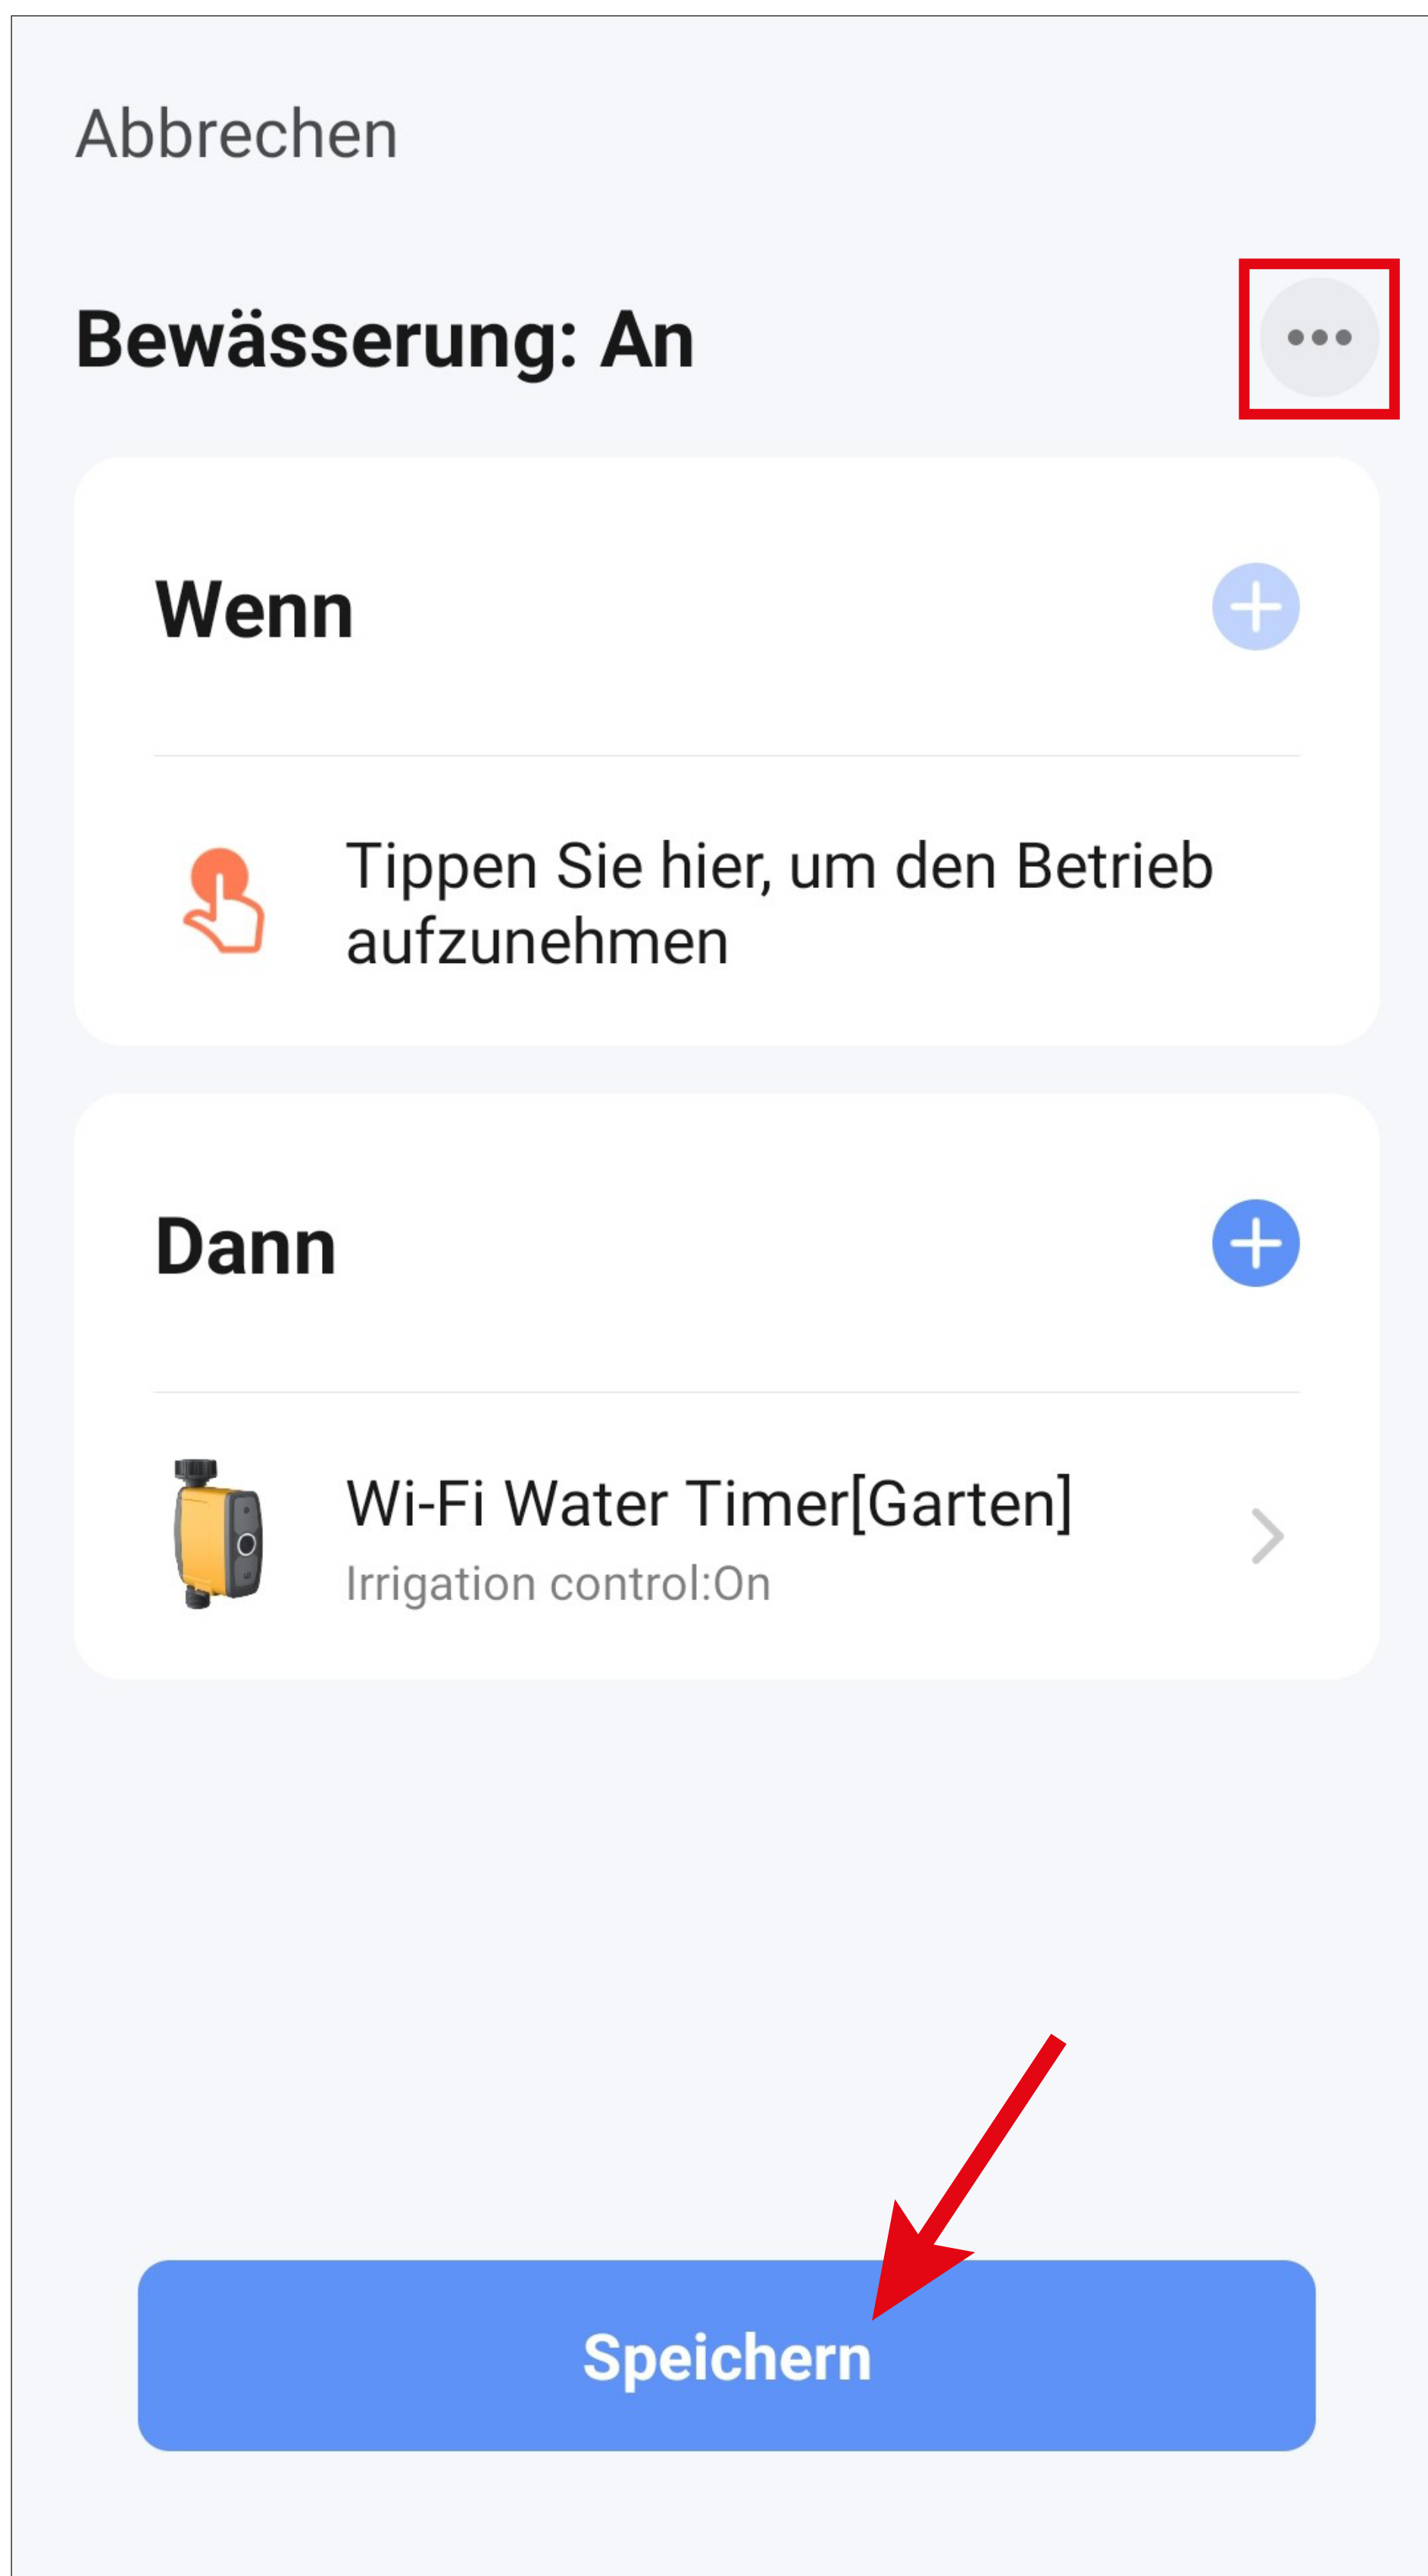 Abbrechen
Bewässerung: An
Wenn
Tippen Sie hier, um den Betrieb
aufzunehmen
Dann
Wi-Fi Water Timer[Garten]
Irrigation control:On
Speichern